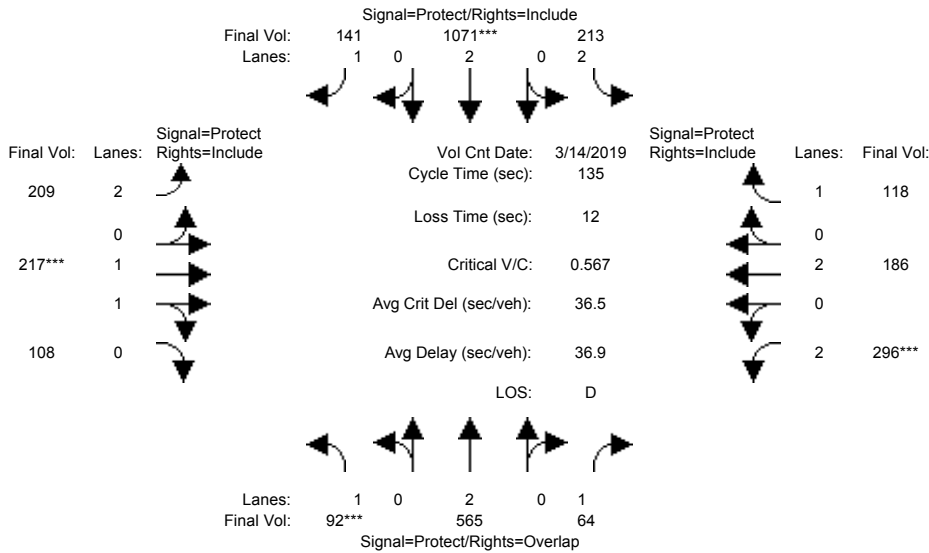 Signal=Protect/Rights=Include
Final Vol: 141 1071*** 213
Lanes: 1 0 2 0 2
Signal=Protect
Final Vol: Lanes: Rights=Include
Vol Cnt Date: 3/14/2019
Signal=Protect
Rights=Include Lanes: Final Vol:
Cycle Time (sec): 135
209 2
1 118
Loss Time (sec): 12
0
0
217*** 1
Critical V/C: 0.567
2 186
1
Avg Crit Del (sec/veh): 36.5
0
108 0
Avg Delay (sec/veh): 36.9
2 296***
LOS: D
Lanes: 1 0 2 0 1
Final Vol: 92*** 565 64
Signal=Protect/Rights=Overlap